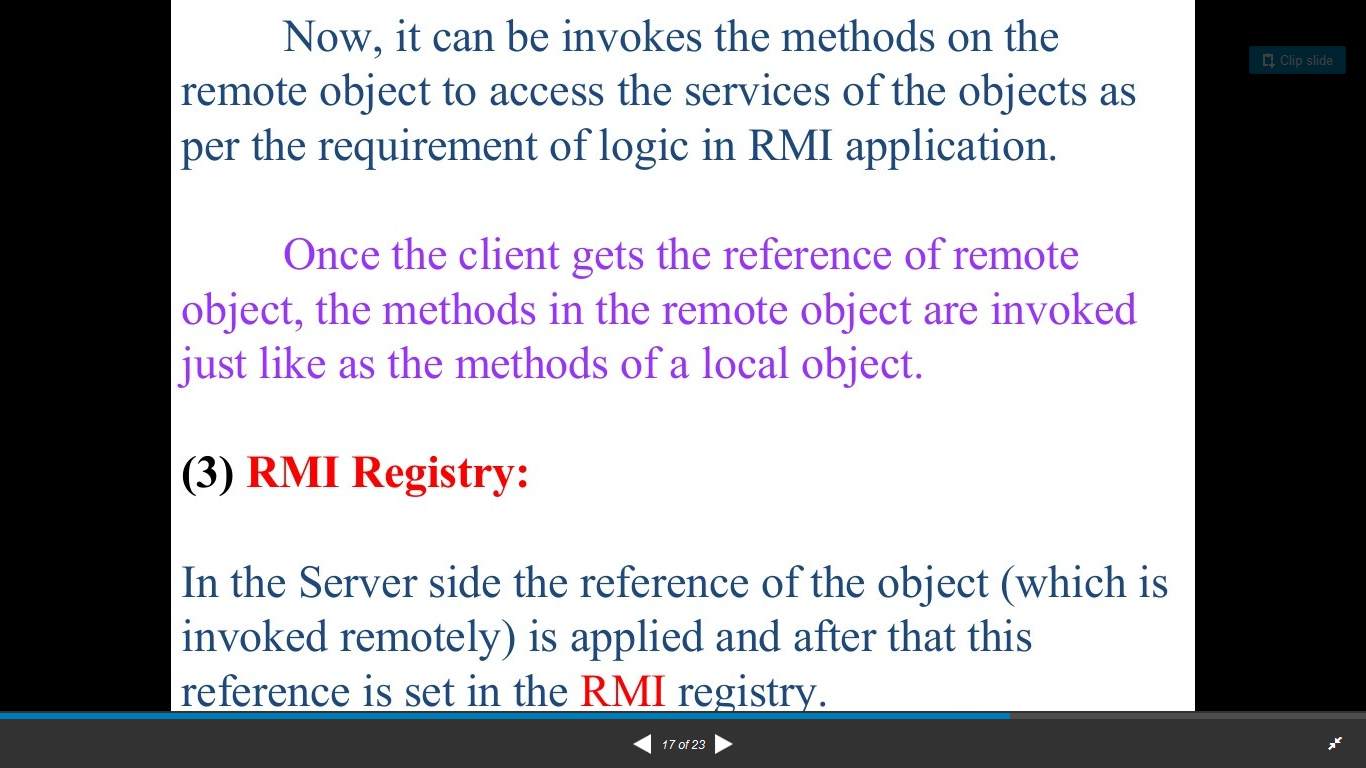 Now, it can be invokes the methods on the
remote object to access the services of the objects as
per the requirement of logic in RMI application.
Once the client gets the reference of remote
object, the methods in the remote object are invoked
just like as the methods of a local object.
(3) RMI Registry:
In the Server side the reference of the object (which is
invoked remotely) is applied and after that this
reference is set in the RMI registry.
Clip slide
17 of 23